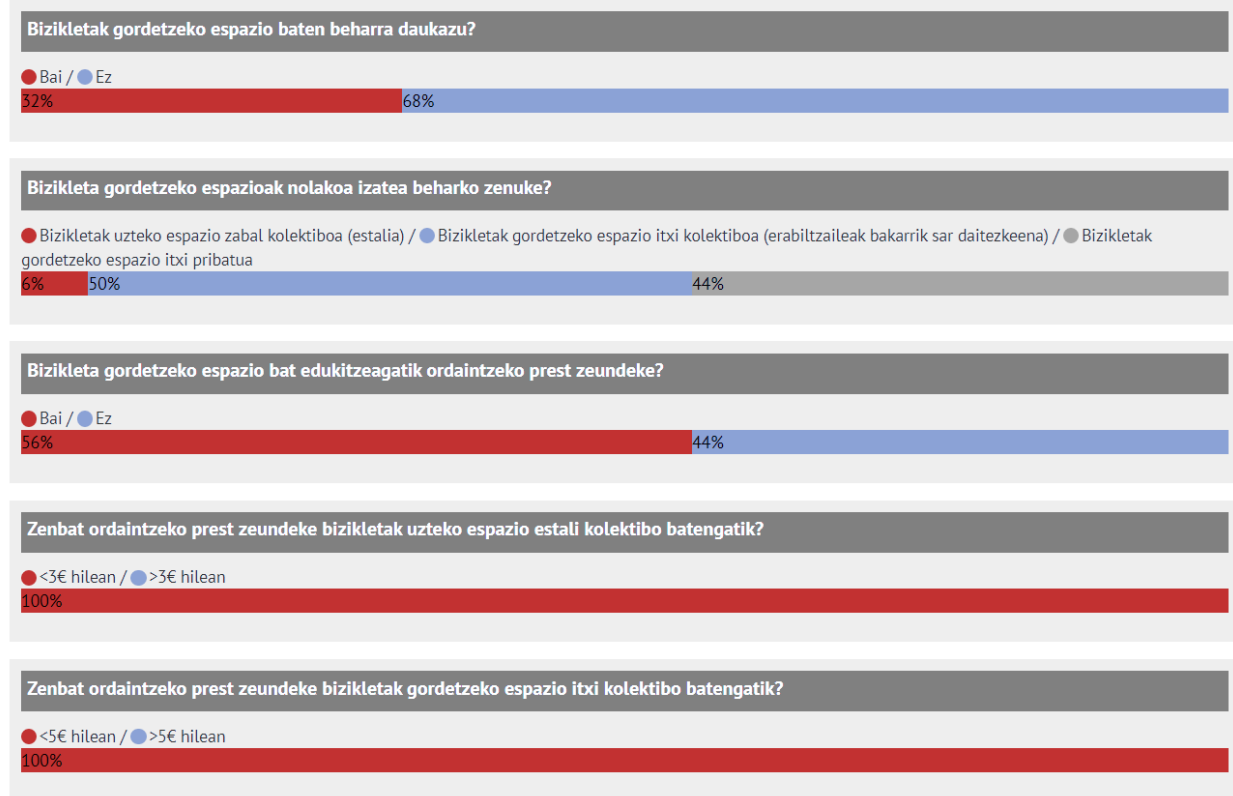 Bizikletak gordetzeko espazio baten beharra daukazu?
Bai / Ez
32% 68%
Bizikleta gordetzeko espazioak nolakoa izatea beharko zenuke?
Bizikletak uzteko espazio zabal kolektiboa (estalia) / Bizikletak gordetzeko espazio itxi kolektiboa (erabiltzaileak bakarrik sar daitezkeena) / Bizikletak
gordetzeko espazio itxi pribatua
6% 50% 44%
Bizikleta gordetzeko espazio bat edukitzeagatik ordaintzeko prest zeundeke?
Bai / Ez
56% 44%
Zenbat ordaintzeko prest zeundeke bizikletak uzteko espazio estali kolektibo batengatik?
<3€ hilean / >3€ hilean
100%
Zenbat ordaintzeko prest zeundeke bizikletak gordetzeko espazio itxi kolektibo batengatik?
<5€ hilean / >5€ hilean
100%